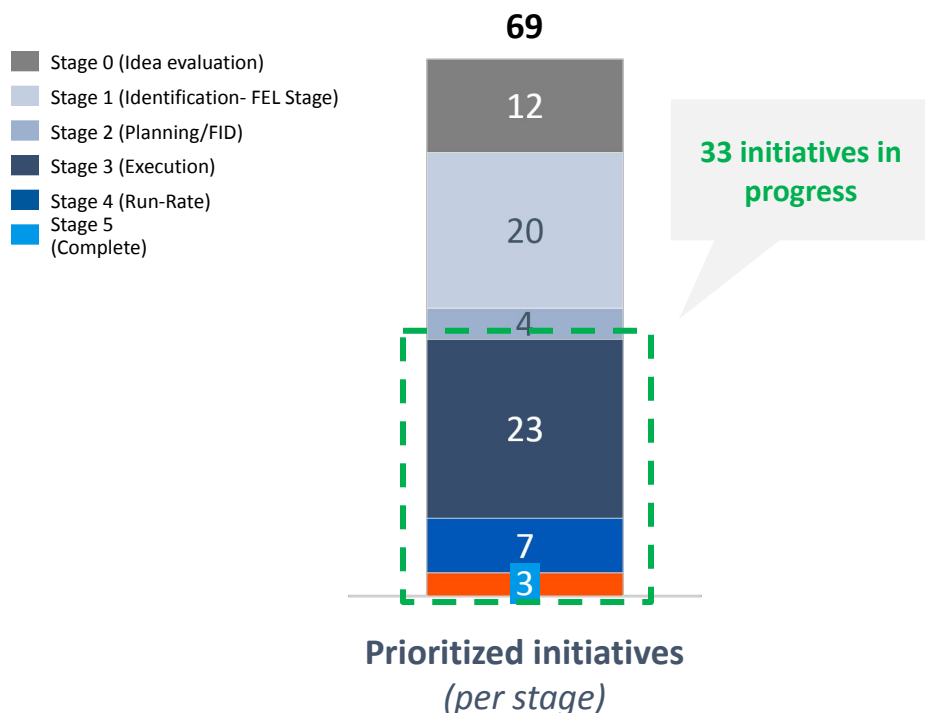 69
Stage 0 (Idea evaluation)
Stage 1 (Identification- FEL Stage)
Stage 2 (Planning/FID)
Stage 3 (Execution)
Stage 4 (Run-Rate)
Stage 5
(Complete)
12
20
4
23
7
3
33 initiatives in
progress
Prioritized initiatives
(per stage)